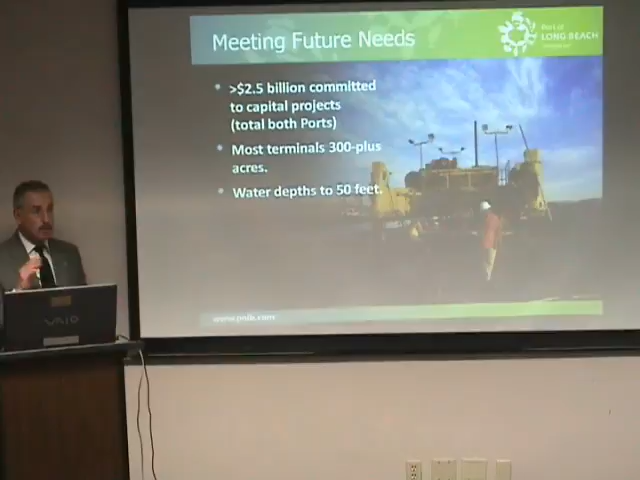 Meeting Future Needs
Port of
LONG BEACH
>$2.5 billion committed
to capital projects
(total both Ports)
Most terminals 300-plus
acres.
Water depths to 50 feet.
www.polb.com
VAIO